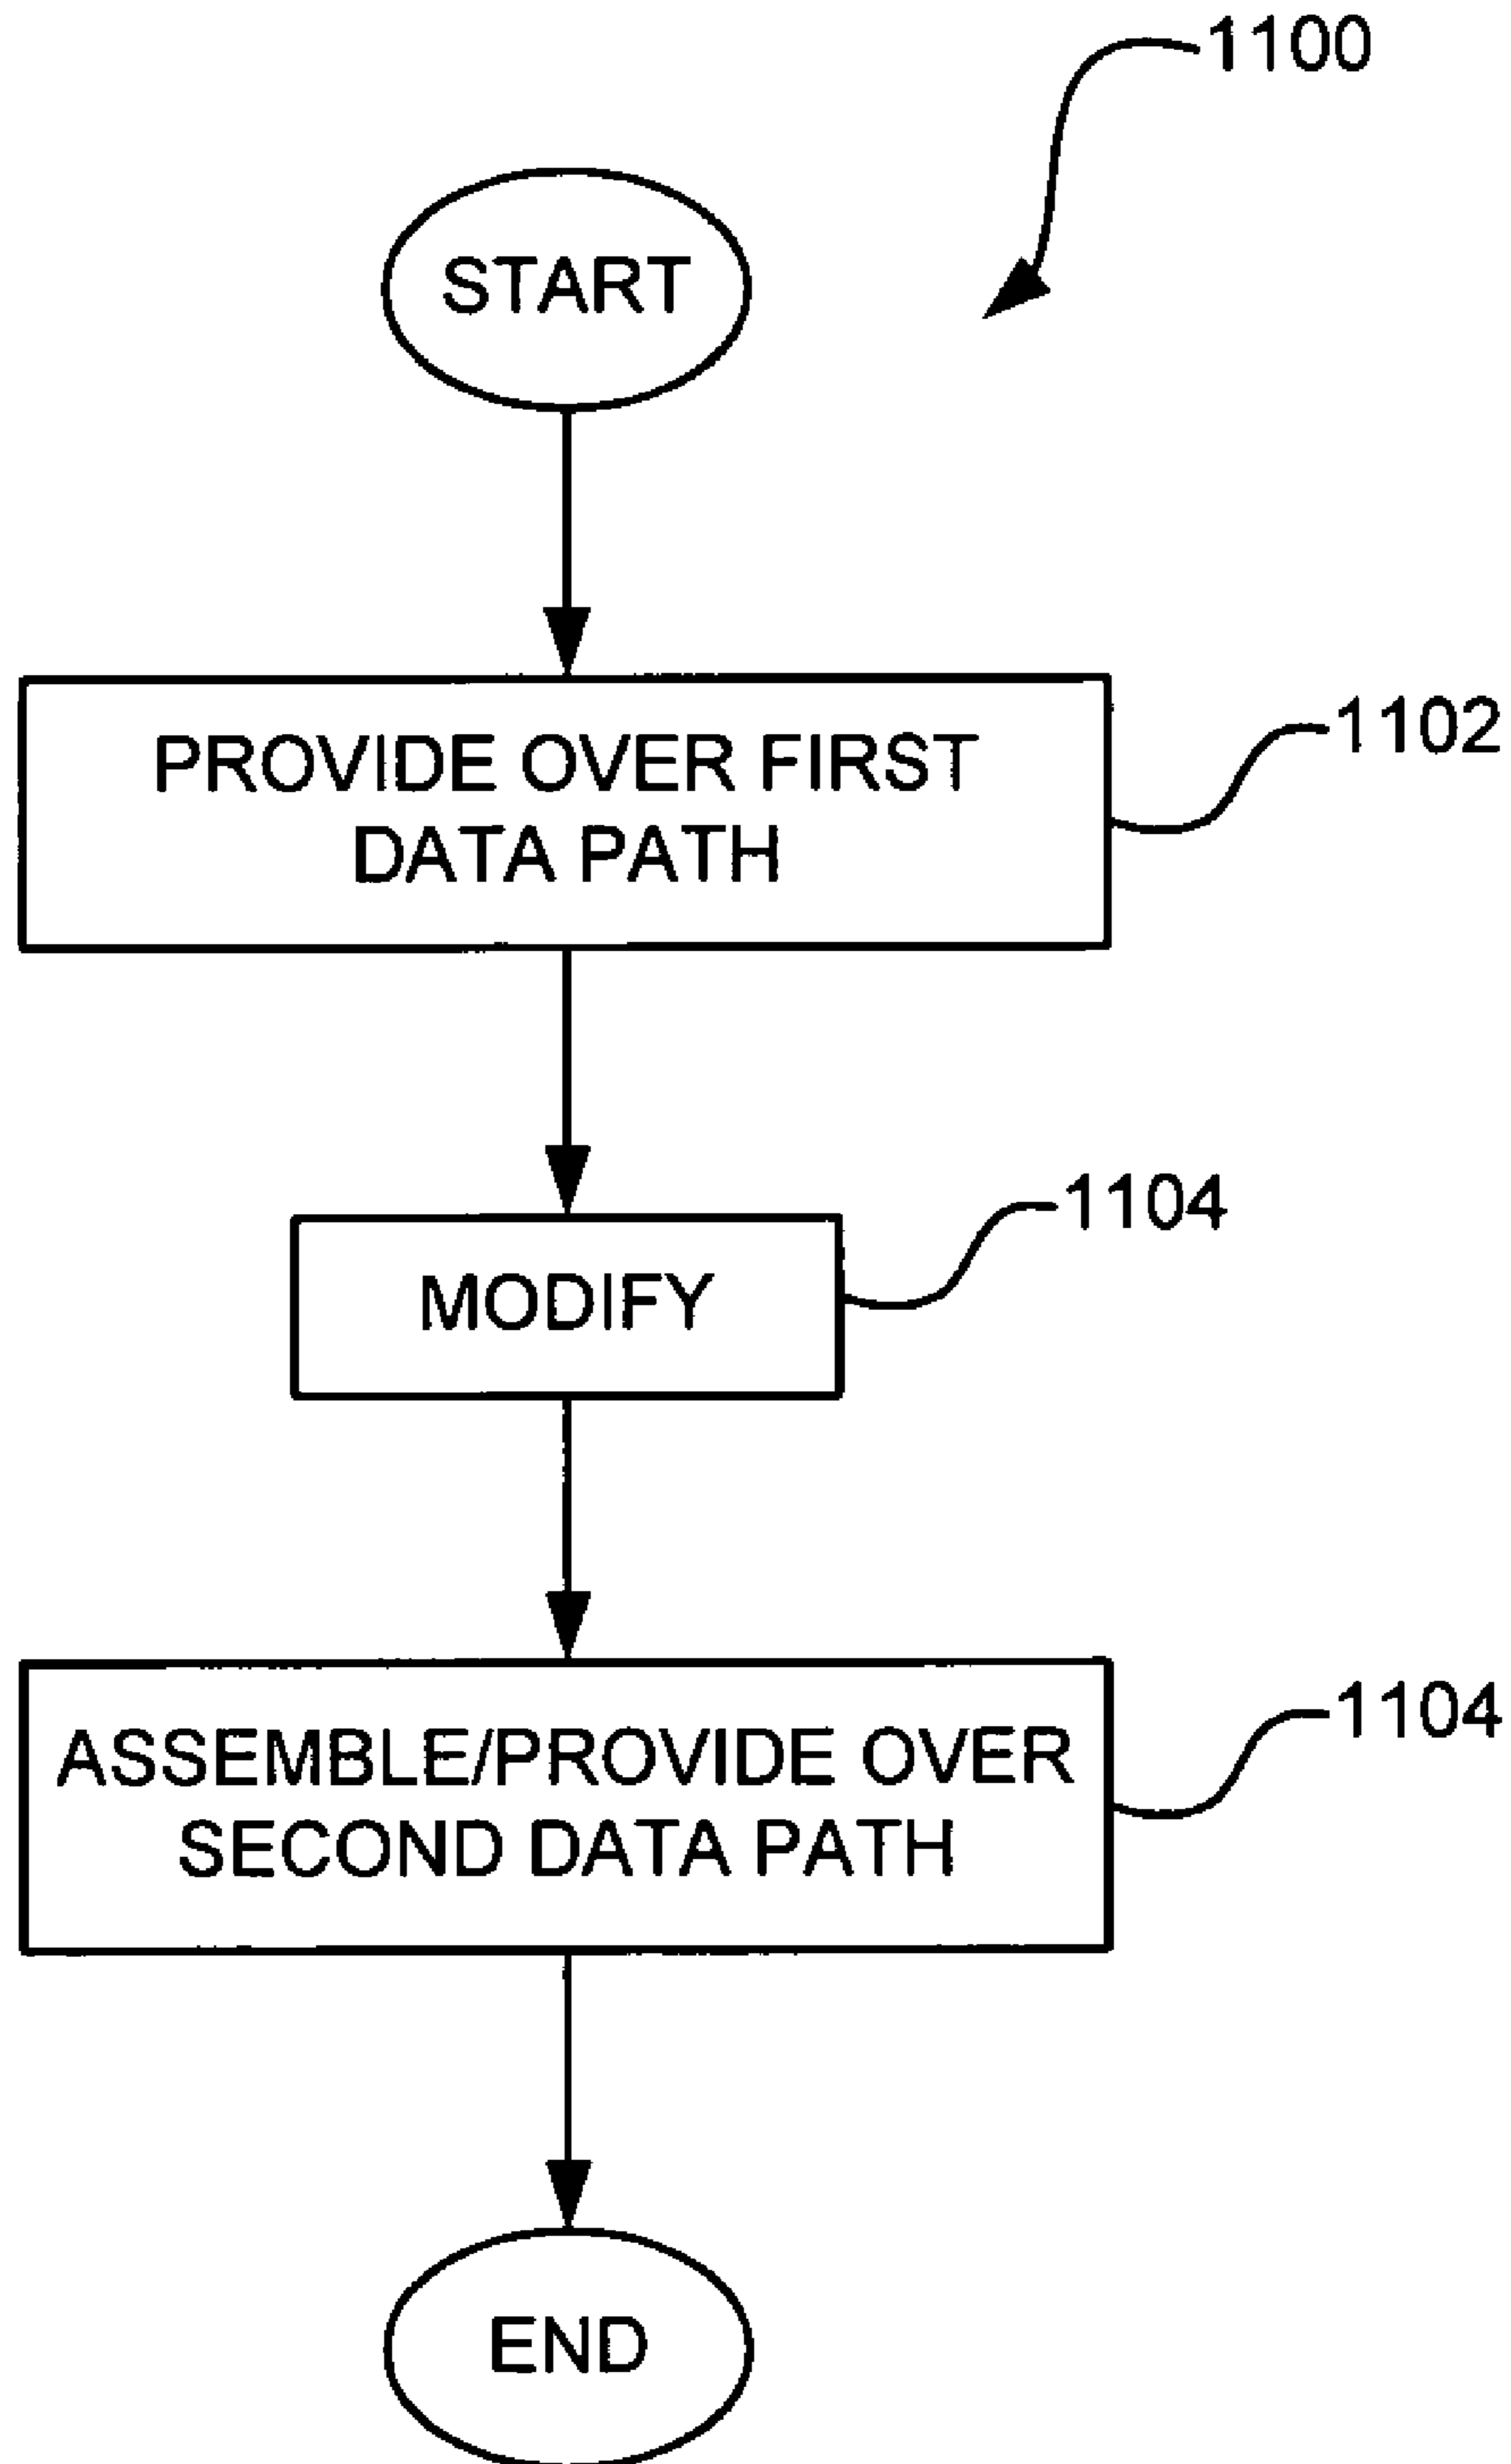 1100
START
PROVIDE OVER FIRST
DATA PATH
1102
MODIFY
1104
ASSEMBLE/PROVIDE OVER
SECOND DATA PATH
1104
END